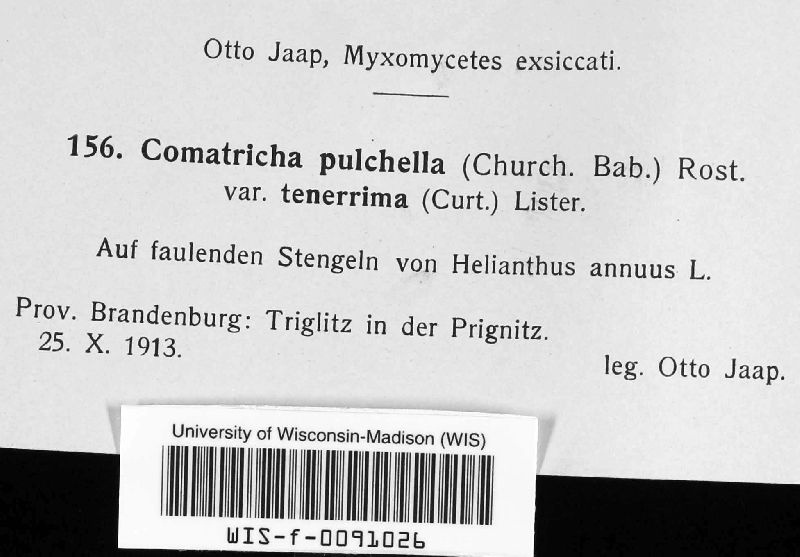 Otto Jaap, Myxomycetes exsiccati.
156. Comatricha pulchella (Church. Bab.) Rost.
var. tenerrima (Curt.) Lister.
Auf faulenden Stengeln von Helianthus annuus L.
Prov. Brandenburg: Triglitz in der Prignitz.
25. X. 1913.
leg. Otto Jaap.
University of Wisconsin-Madison (WIS)
WIS-f-0091026